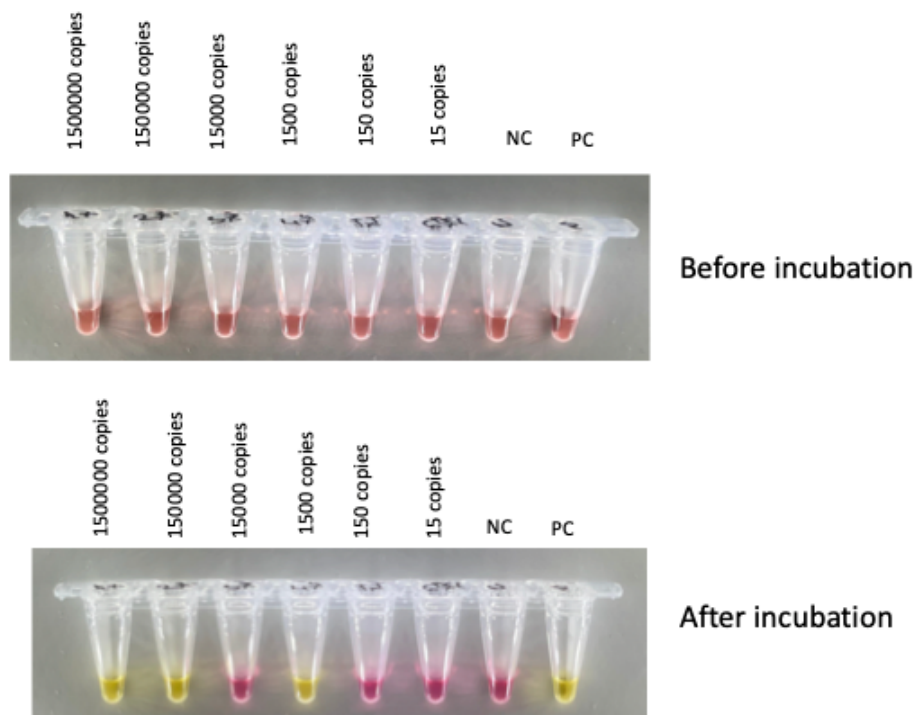 1500000 copies
150000 copies
15000 copies
1500 copies
150 copies
15 copies
NC
PC
Before incubation
1500000 copies
150000 copies
15000 copies
1500 copies
150 copies
15 copies
NC
PC
After incubation